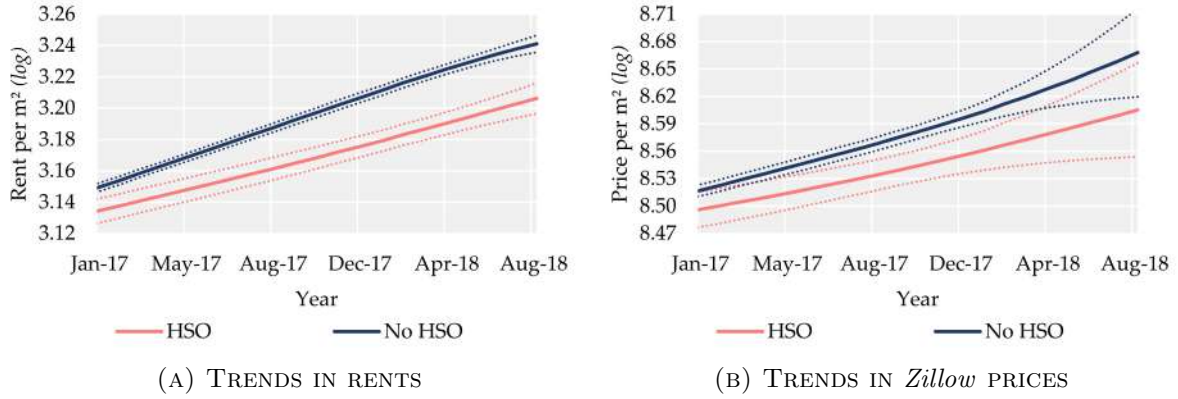 3.26
3.24
3.22
3.20
3.18
3.16
3.14
3.12
Rent per m² (log)
Jan-17 May-17 Aug-17 Dec-17 Apr-18 Aug-18
Year
HSO No HSO
(A) Trends in rents
8.71
8.68
8.65
8.62
8.59
8.56
8.53
8.50
8.47
Price per m² (log)
Jan-17 May-17 Aug-17 Dec-17 Apr-18 Aug-18
Year
HSO No HSO
(B) Trends in Zillow prices